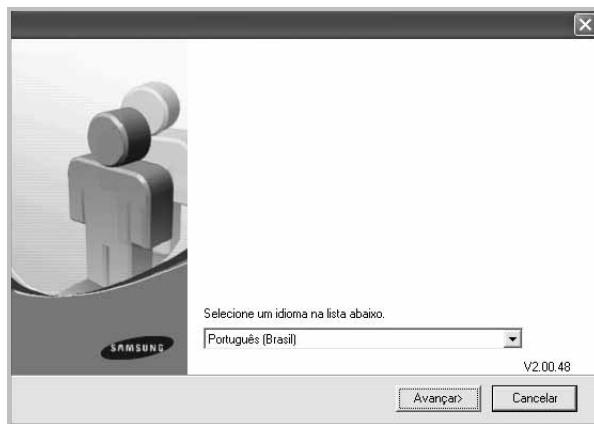 SAMSUNG
Selecione um idioma na lista abaixo.
Português (Brasil)
V2.00.48
Avançar>
Cancelar